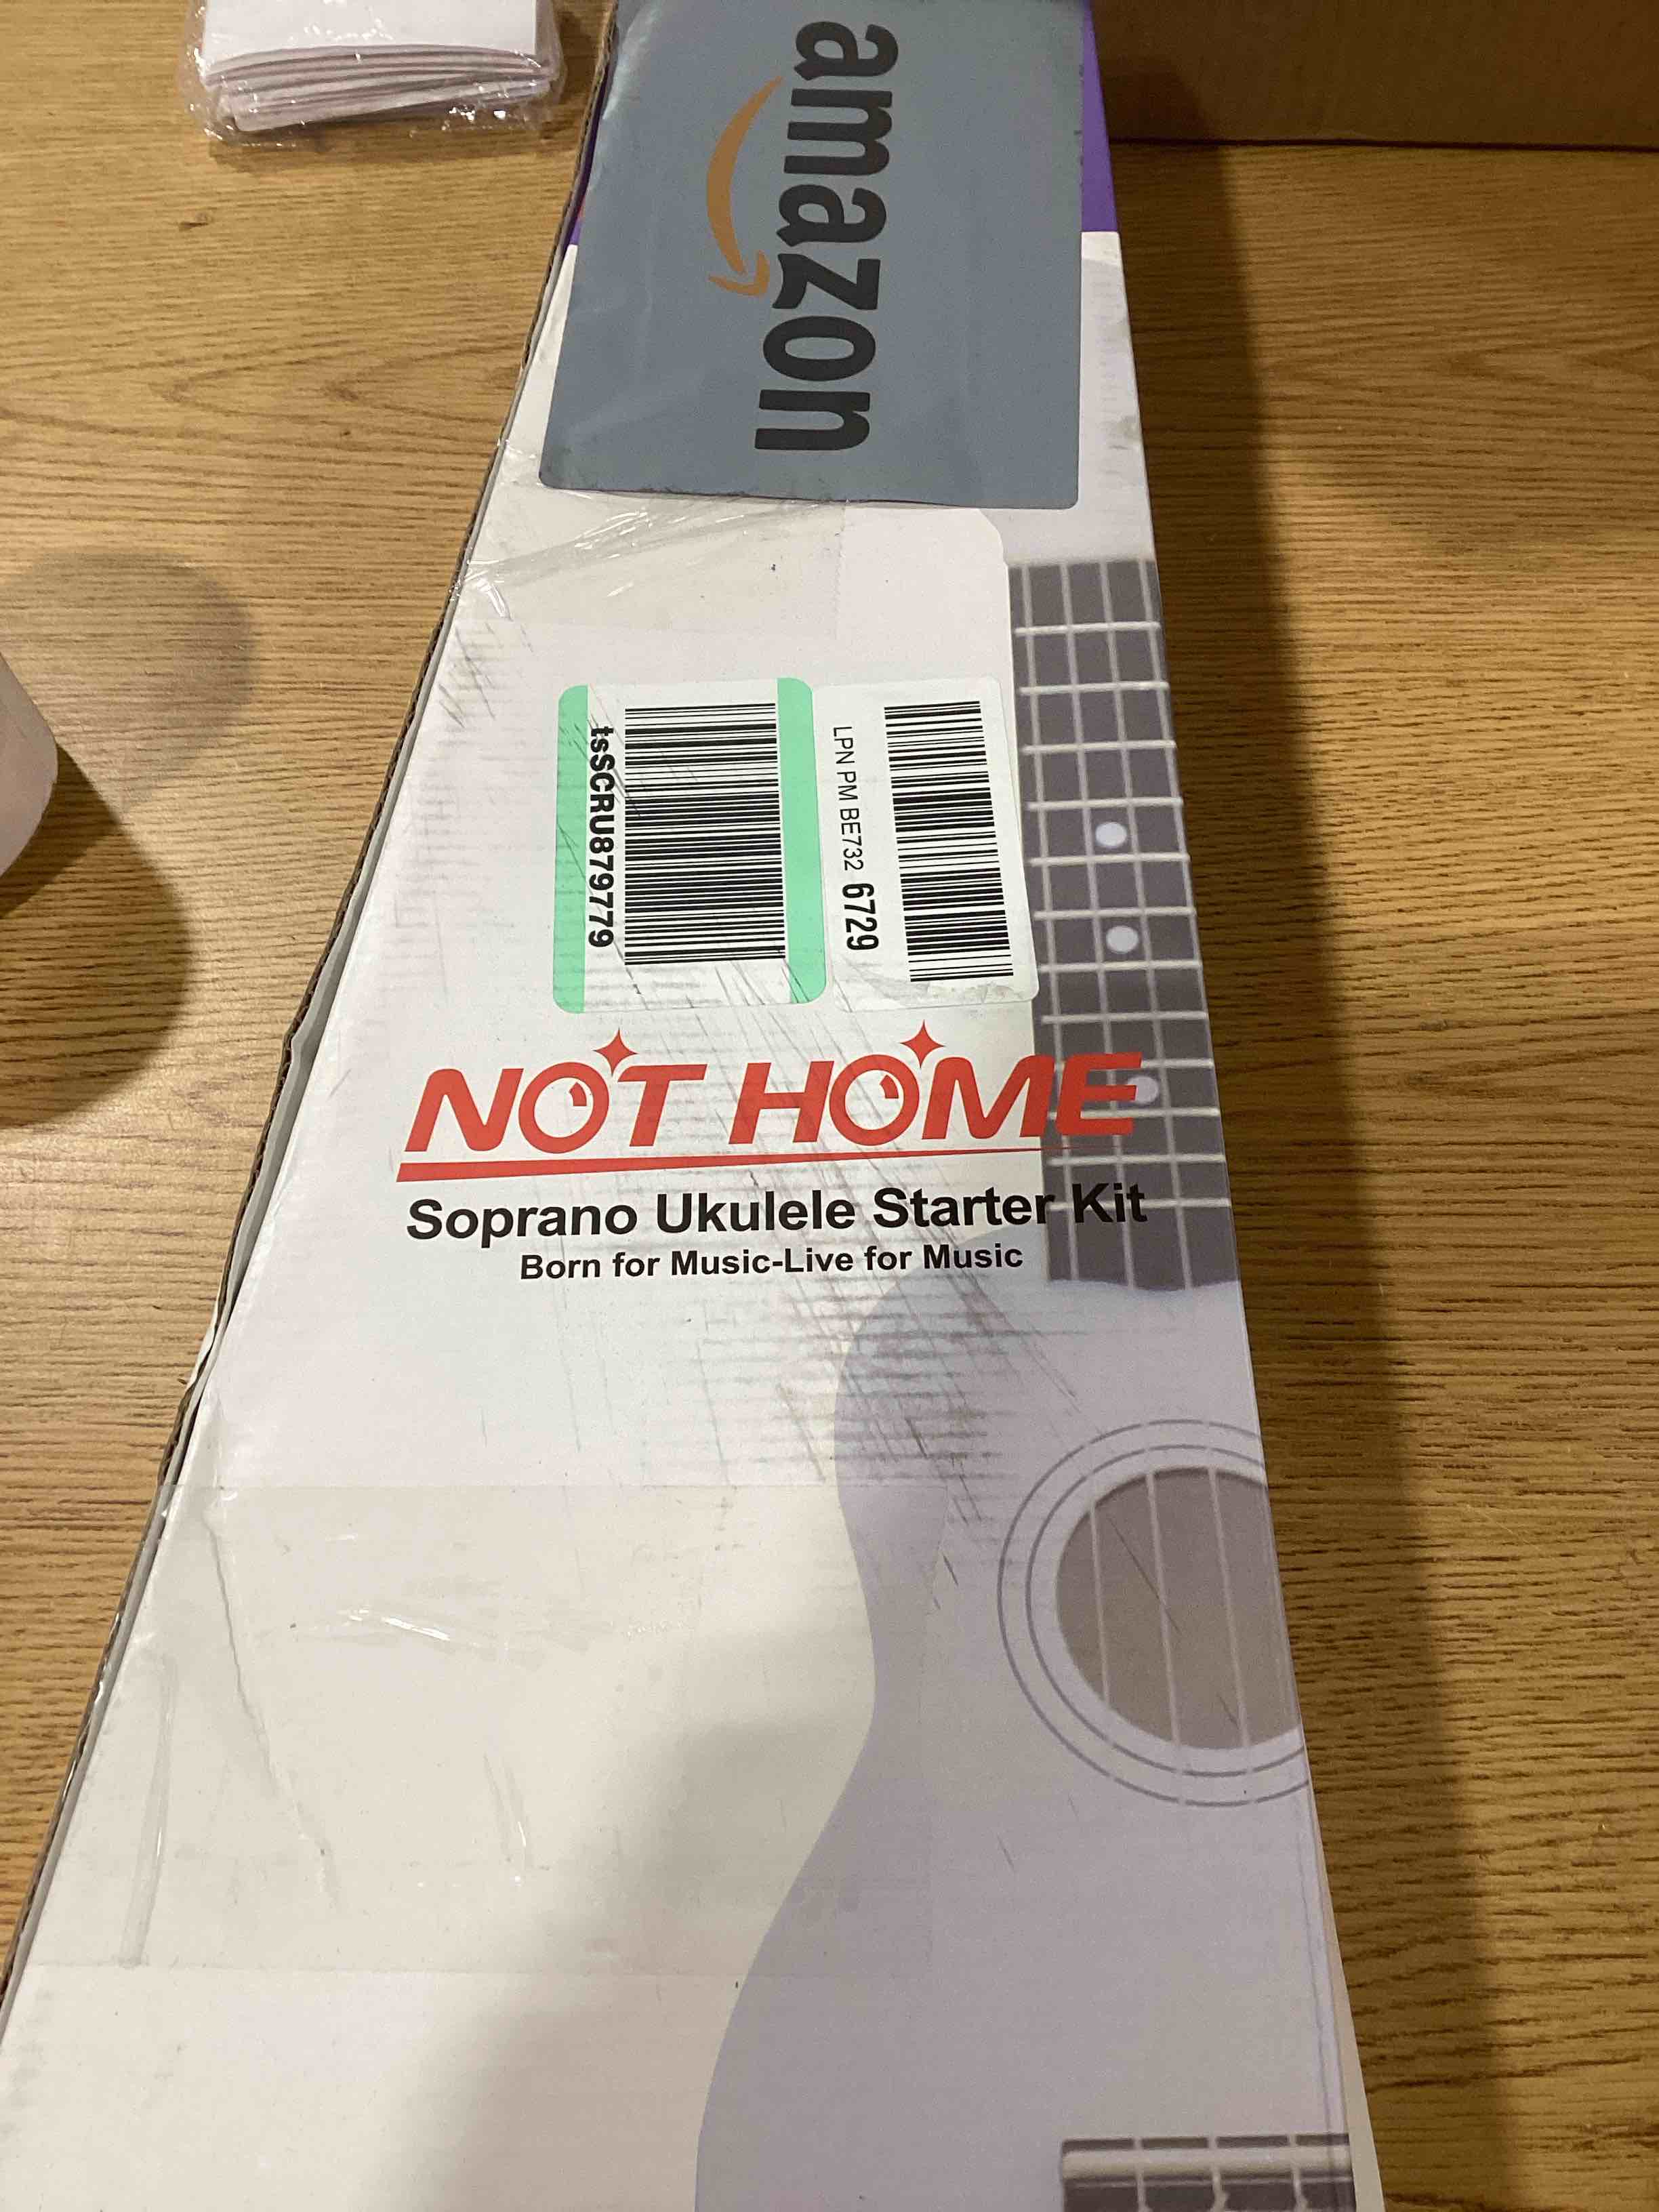 amazon
tsSCRU879779
LPN PM BE732 6729
NOT HOME
Soprano Ukulele Starter Kit
Born for Music-Live for Music